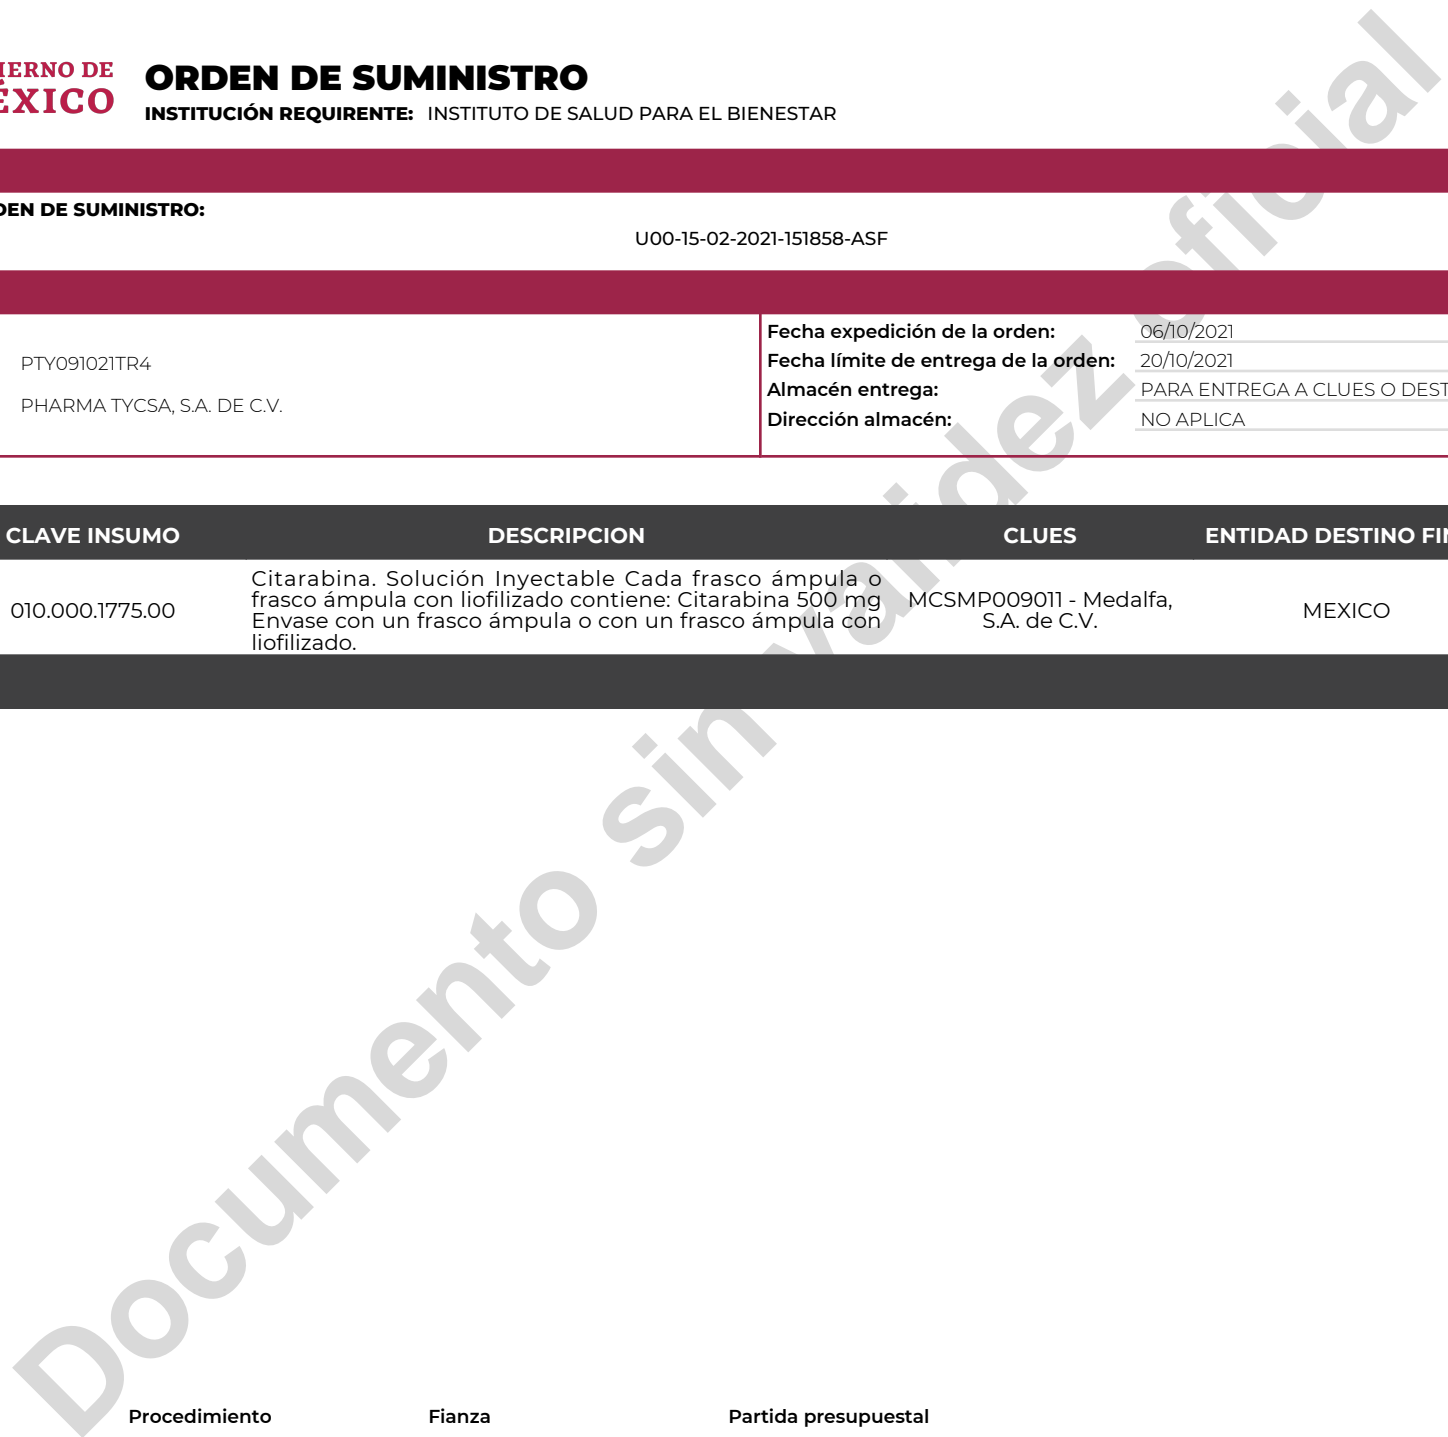 IERNO DE
ÉXICO
ORDEN DE SUMINISTRO
INSTITUCIÓN REQUIRENTE: INSTITUTO DE SALUD PARA EL BIENESTAR
DEN DE SUMINISTRO:
U00-15-02-2021-151858-ASF
PTY091021TR4
PHARMA TYCSA, S.A. DE C.V.
Fecha expedición de la orden: 06/10/2021
Fecha límite de entrega de la orden: 20/10/2021
Almacén entrega: PARA ENTREGA A CLUES O DEST
Dirección almacén: NO APLICA
CLAVE INSUMO DESCRIPCION CLUES ENTIDAD DESTINO FIN
010.000.1775.00
Citarabina. Solución Inyectable Cada frasco ámpula o
frasco ámpula con liofilizado contiene: Citarabina 500 mg
Envase con un frasco ámpula o con un frasco ámpula con
liofilizado.
MCSMP009011 - Medalfa,
S.A. de C.V.
MEXICO
Documento sin validez oficial
Procedimiento Fianza Partida presupuestal